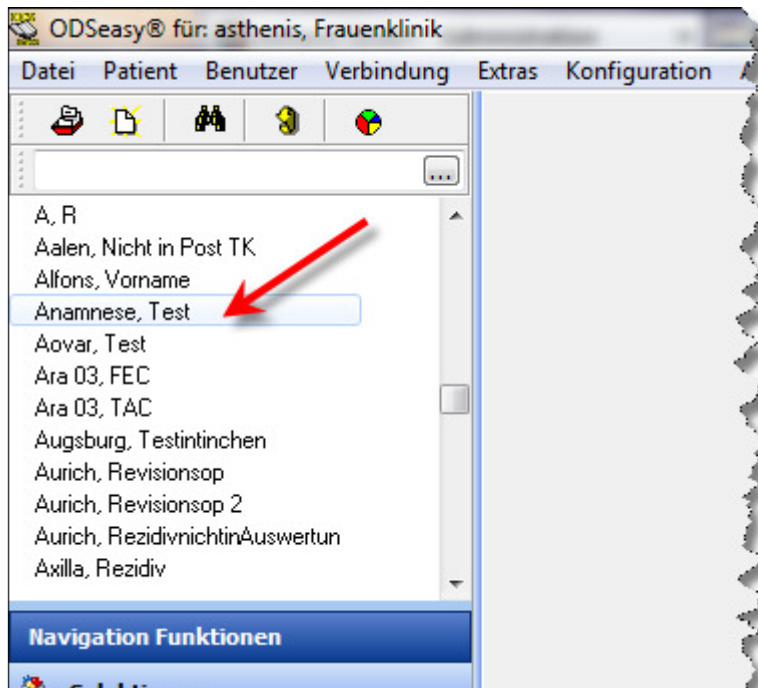 ODSeasy® für: asthenis, Frauenklinik
Datei Patient Benutzer Verbindung Extras Konfiguration
...
A, R
Aalen, Nicht in Post TK
Alfons, Vorname
Anamnese, Test
Aovar, Test
Ara 03, FEC
Ara 03, TAC
Augsburg, Testintinchen
Aurich, Revisionsop
Aurich, Revisionsop 2
Aurich, RezidivnichtinAuswertun
Axilla, Rezidiv
Navigation Funktionen